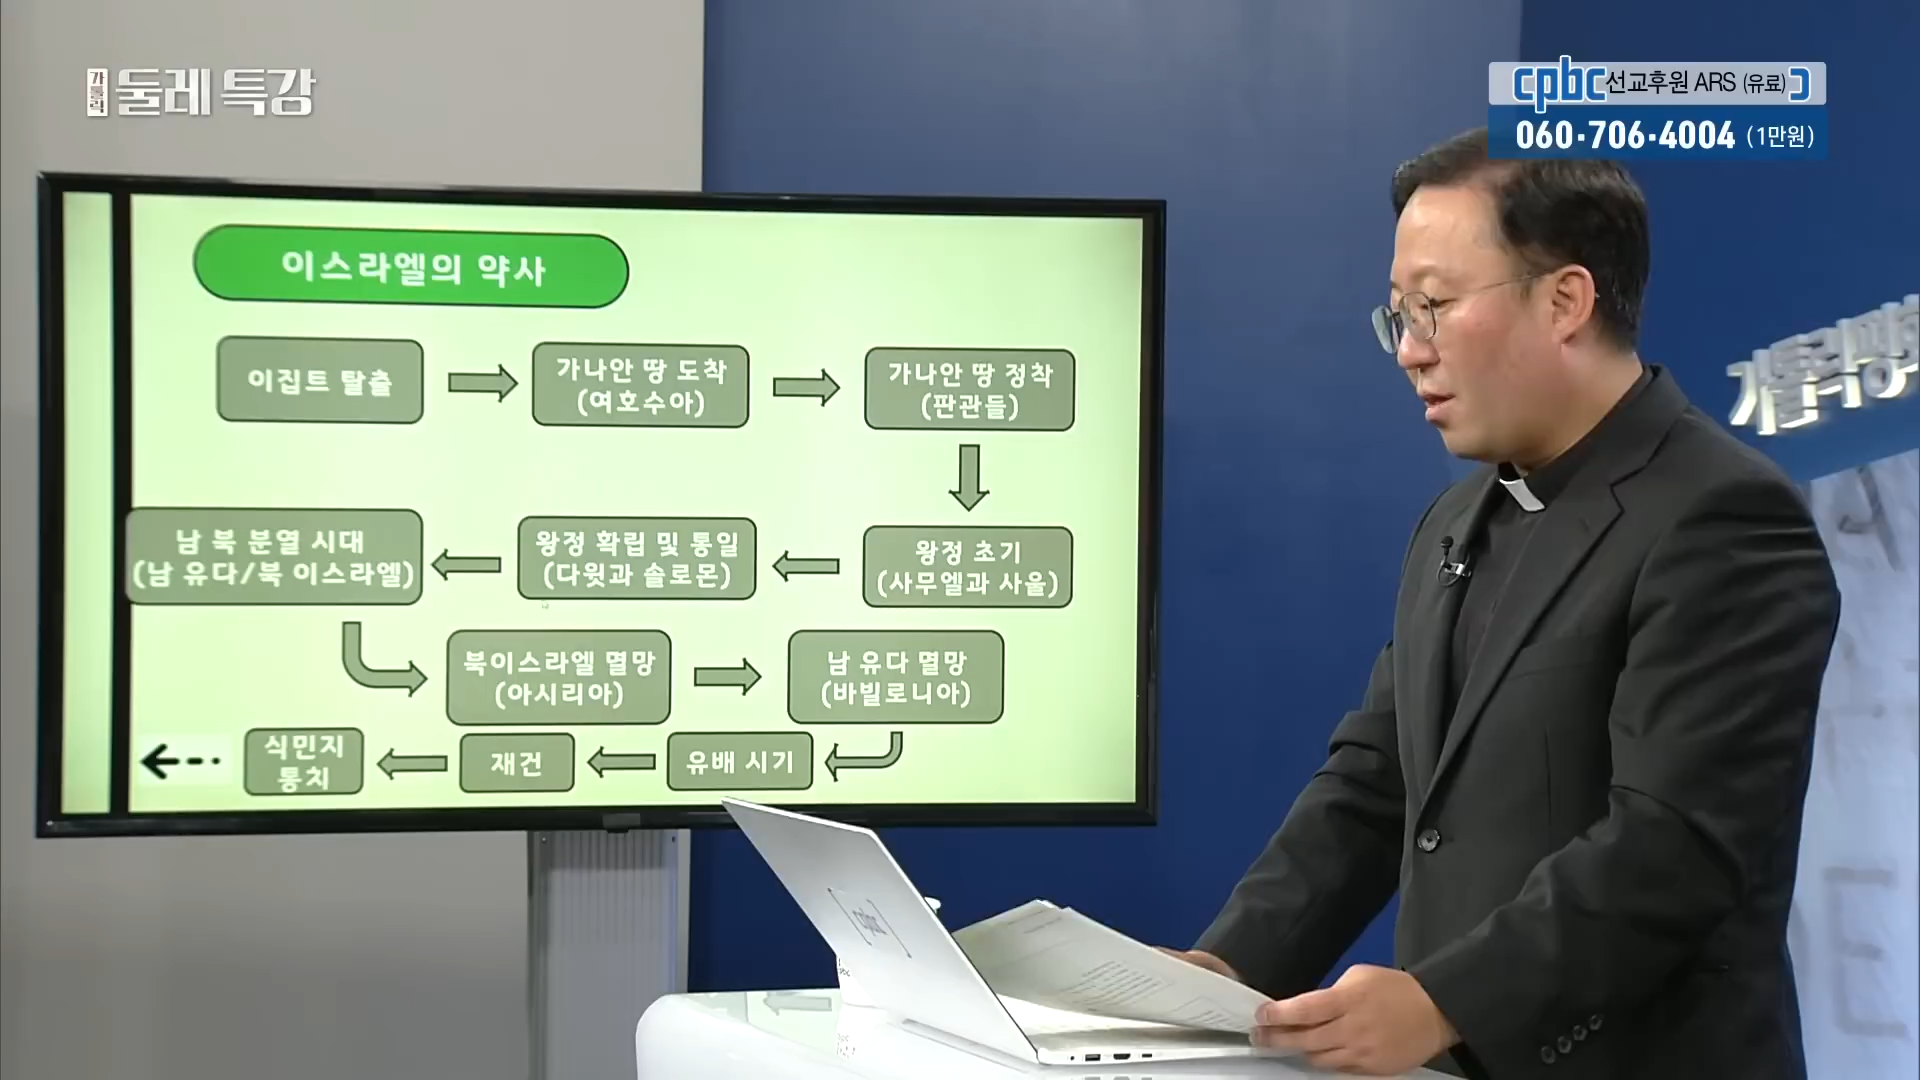 가톨릭
둘레 특강
cpbc 선교후원 ARS (유료)
060·706·4004 (1만원)
이스라엘의 약사
이집트 탈출
가나안 땅 도착
(여호수아)
가나안 땅 정착
(판관들)
왕정 초기
(사무엘과 사울)
왕정 확립 및 통일
(다윗과 솔로몬)
남 북 분열 시대
(남 유다/북 이스라엘)
북이스라엘 멸망
(아시리아)
남 유다 멸망
(바빌로니아)
유배 시기
재건
식민지
통치
가톨릭평화
cpbc